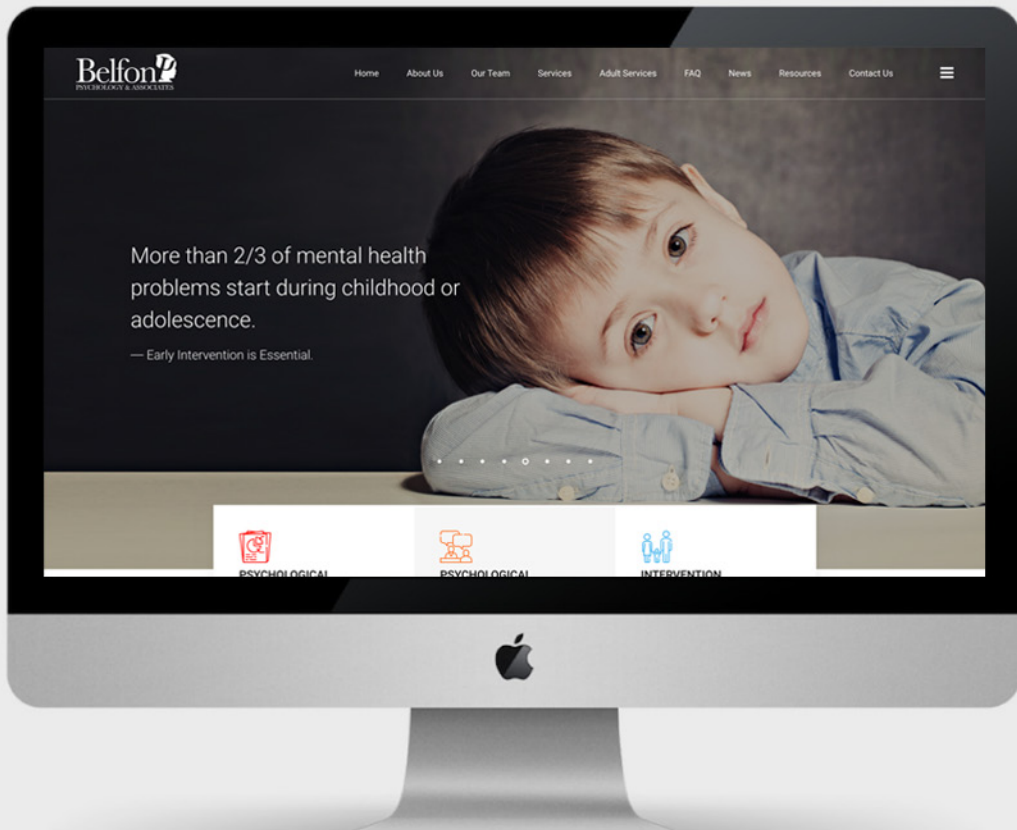 Belfon
PSYCHOLOGY & ASSOCIATES
Home About Us Our Team Services Adult Services FAQ News Resources Contact Us
More than 2/3 of mental health
problems start during childhood or
adolescence.
— Early Intervention is Essential.
PSYCHOLOGICAL PSYCHOLOGICAL INTERVENTION